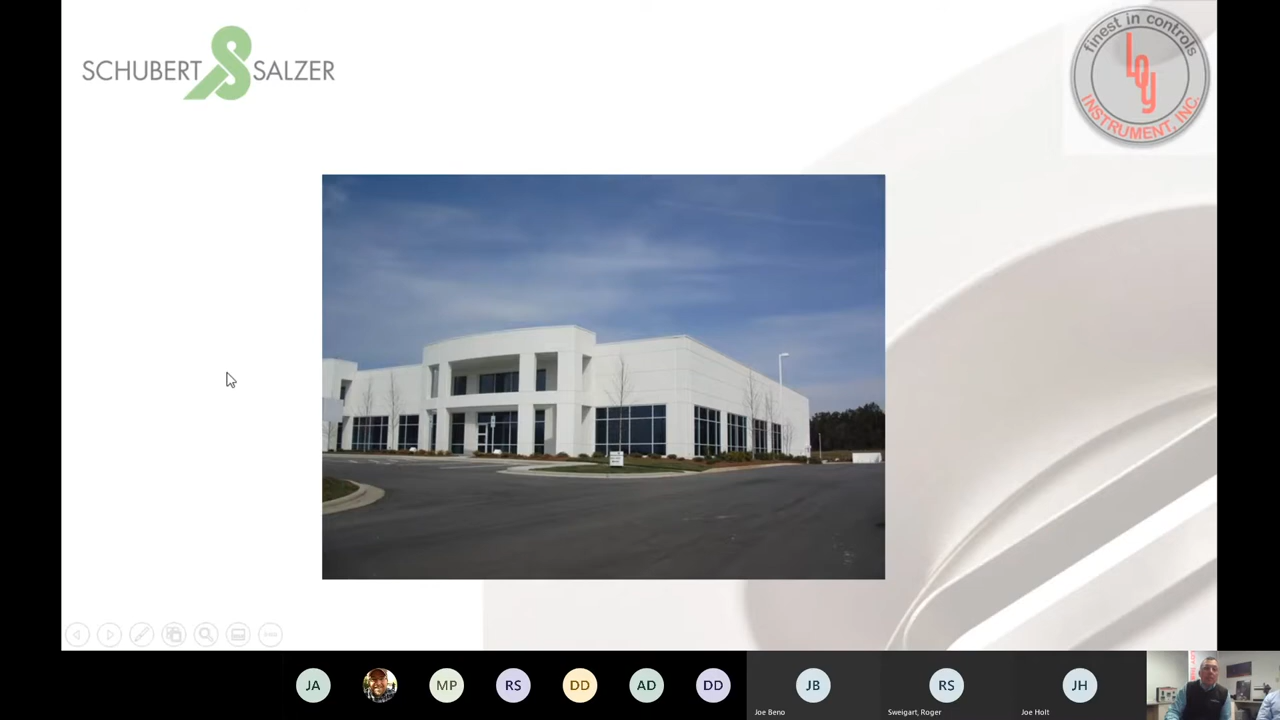 SCHUBERT SALZER
finest in controls
Loy
INSTRUMENT, INC.
JA
MP
RS
DD
AD
DD
JB
RS
JH
Joe Beno
Sweigart, Roger
Joe Holt